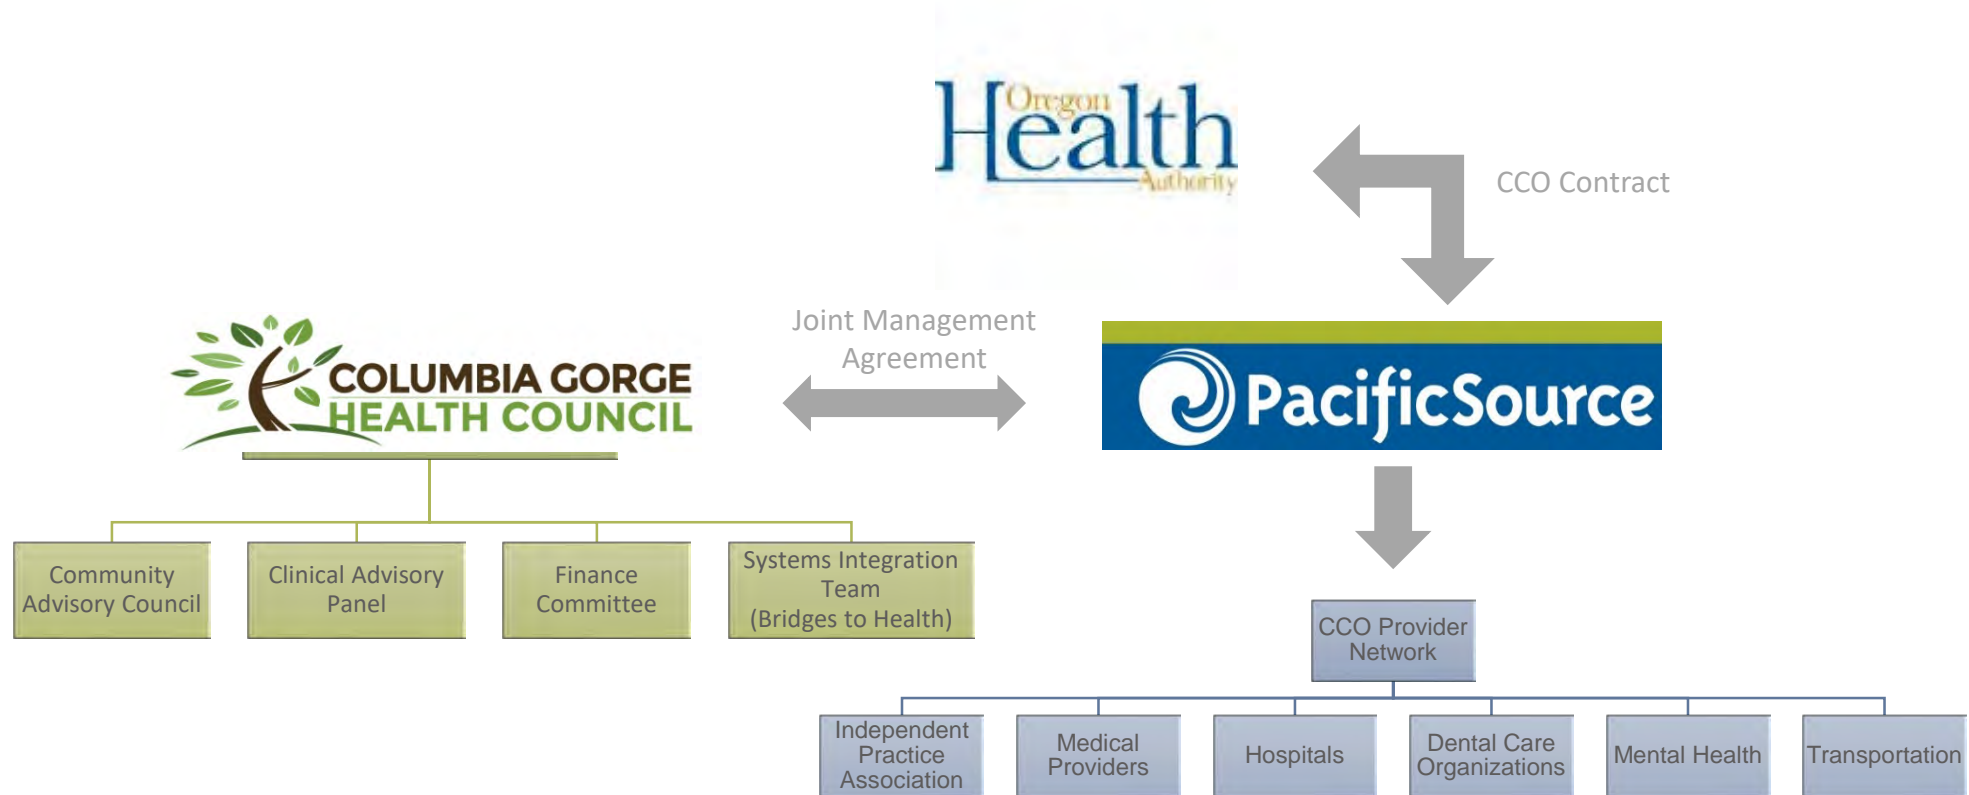 Oregon
Health
Authority
CCO Contract
Joint Management
Agreement
COLUMBIA GORGE
HEALTH COUNCIL
PacificSource
Community
Advisory Council
Clinical Advisory
Panel
Finance
Committee
Systems Integration
Team
(Bridges to Health)
CCO Provider
Network
Independent
Practice
Association
Medical
Providers
Hospitals
Dental Care
Organizations
Mental Health
Transportation